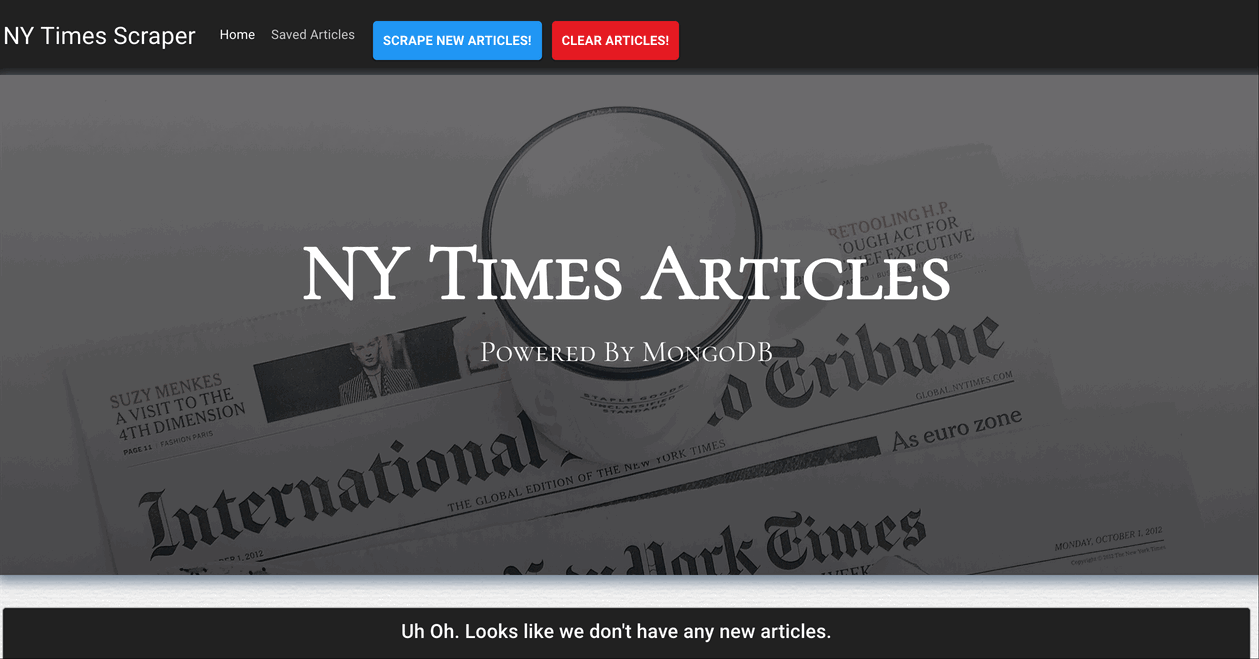 NY Times Scraper
Home
Saved Articles
SCRAPE NEW ARTICLES!
CLEAR ARTICLES!
RETOOLING H.P.
TOUGH ACT FOR
CHIEF EXECUTIVE
NY TIMES ARTICLES
POWERED BY MONGODB
SUZY MENKES
A VISIT TO THE
4TH DIMENSION
PAGE 11 | FASHION PARIS
STAPLE GOODS
UNCLASSIFIED
STANDARD
International
Tribune
GLOBAL.NYTIMES.COM
THE GLOBAL EDITION OF THE NEW YORK TIMES
As euro zone
York Times
MONDAY, OCTOBER 1, 2012
Uh Oh. Looks like we don't have any new articles.